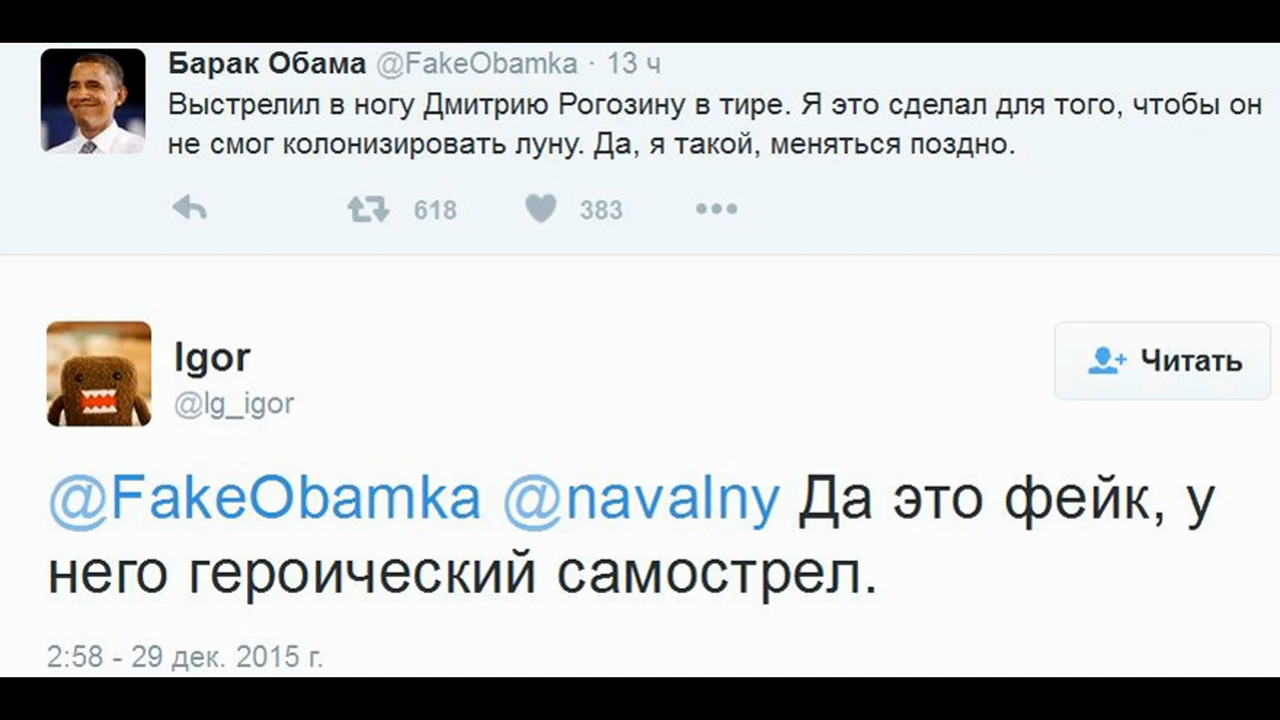 Барак Обама @FakeObamka · 13 ч
Выстрелил в ногу Дмитрию Рогозину в тире. Я это сделал для того, чтобы он
не смог колонизировать луну. Да, я такой, меняться поздно.
618 383
Igor
@lg_igor
Читать
@FakeObamka @navalny Да это фейк, у
него героический самострел.
2:58 - 29 дек. 2015 г.